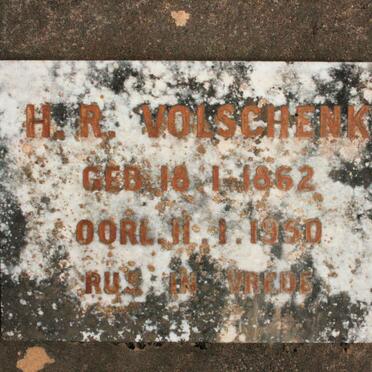 H. R. VOLSCHENK
GEB. 18. 1. 1862
OORL. 11. 1. 1950
RUS IN VREDE